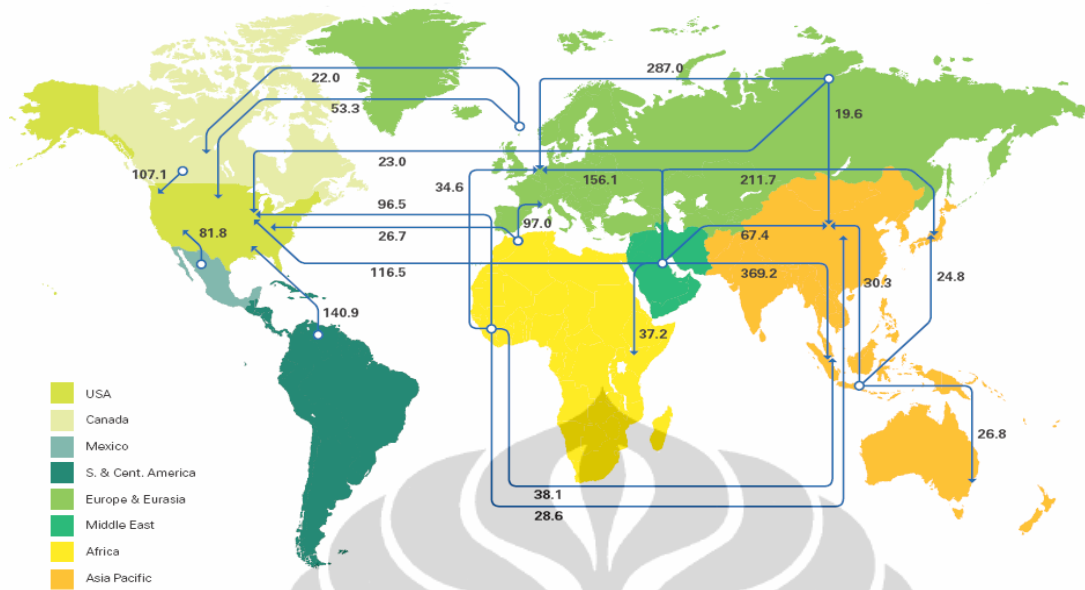 287.0
22.0
53.3
19.6
23.0
107.1
34.6
156.1
211.7
96.5
97.0
81.8
26.7
67.4
116.5
369.2
24.8
30.3
140.9
37.2
USA
Canada
26.8
Mexico
S. & Cent. America
Europe & Eurasia
38.1
28.6
Middle East
Africa
Asia Pacific